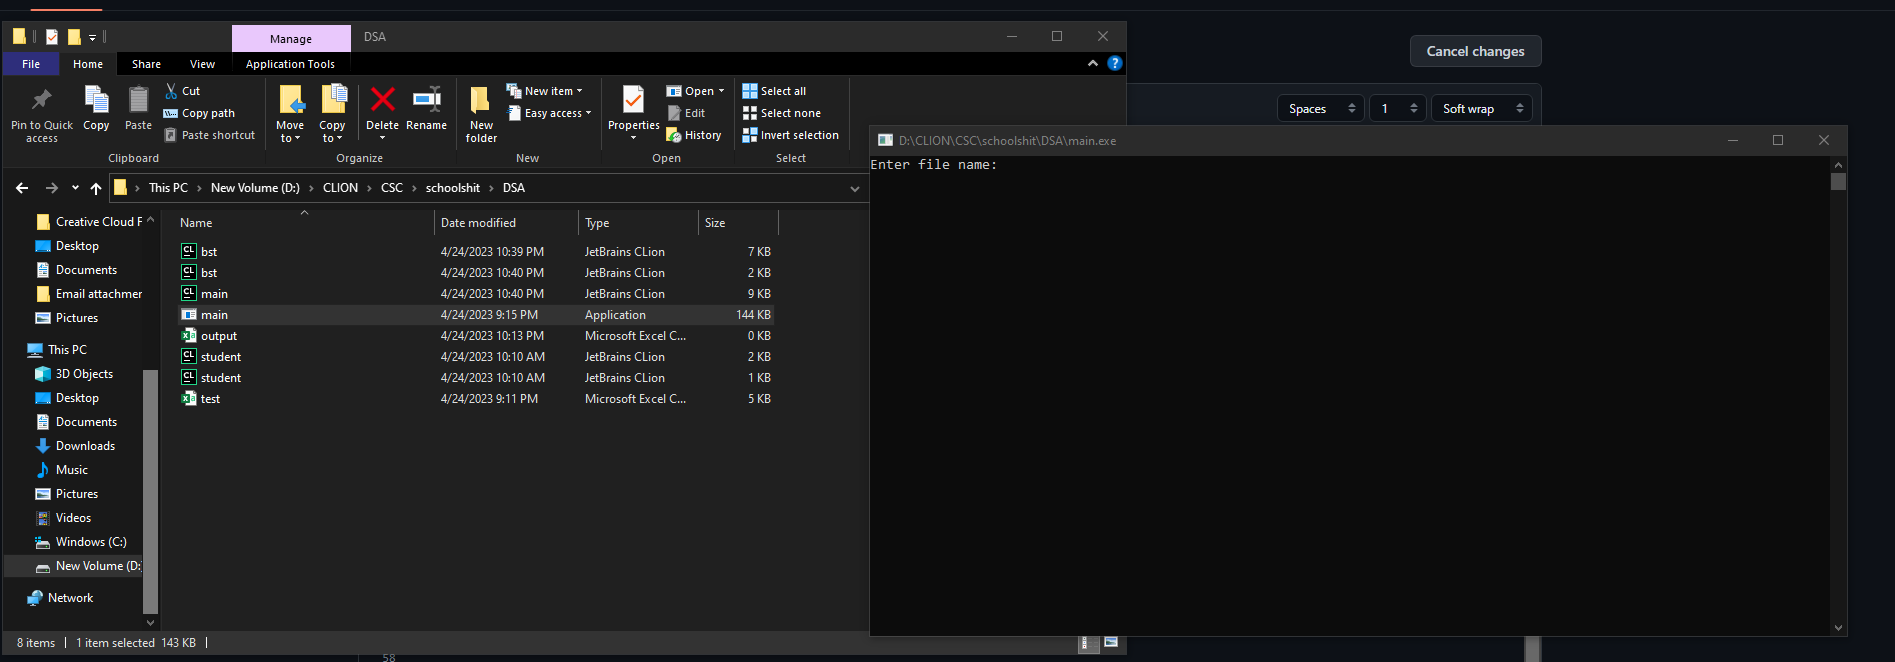 Manage
DSA
File
Home
Share
View
Application Tools
Pin to Quick access
Copy
Paste
Cut
Copy path
Paste shortcut
Clipboard
Move to
Copy to
Delete
Rename
Organize
New folder
New item
Easy access
New
Properties
Open
Edit
History
Open
Select all
Select none
Invert selection
Select
This PC
New Volume (D:)
CLION
CSC
schoolshit
DSA
Creative Cloud F
Desktop
Documents
Email attachmer
Pictures
This PC
3D Objects
Desktop
Documents
Downloads
Music
Pictures
Videos
Windows (C:)
New Volume (D:
Network
Name Date modified Type Size
bst 4/24/2023 10:39 PM JetBrains CLion 7 KB
bst 4/24/2023 10:40 PM JetBrains CLion 2 KB
main 4/24/2023 10:40 PM JetBrains CLion 9 KB
main 4/24/2023 9:15 PM Application 144 KB
output 4/24/2023 10:13 PM Microsoft Excel C... 0 KB
student 4/24/2023 10:10 AM JetBrains CLion 2 KB
student 4/24/2023 10:10 AM JetBrains CLion 1 KB
test 4/24/2023 9:11 PM Microsoft Excel C... 5 KB
8 items 1 item selected 143 KB
Cancel changes
Spaces
1
Soft wrap
D:\CLION\CSC\schoolshit\DSA\main.exe
Enter file name:
58